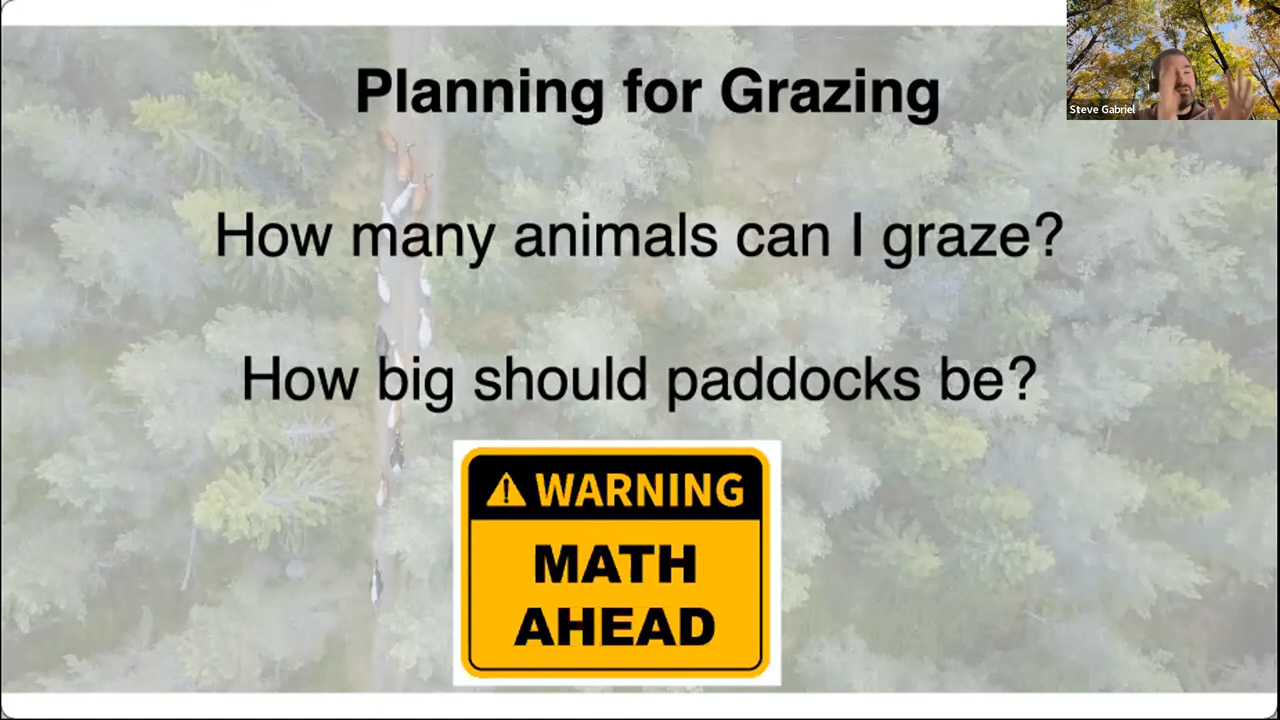 Planning for Grazing
Steve Gabriel
How many animals can I graze?
How big should paddocks be?
WARNING
MATH
AHEAD